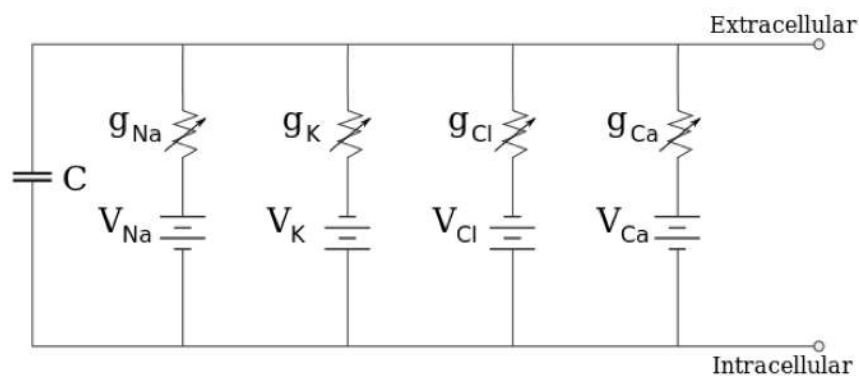 Extracellular
gNa
gK
gCl
gCa
C
VNa
VK
VCl
VCa
Intracellular